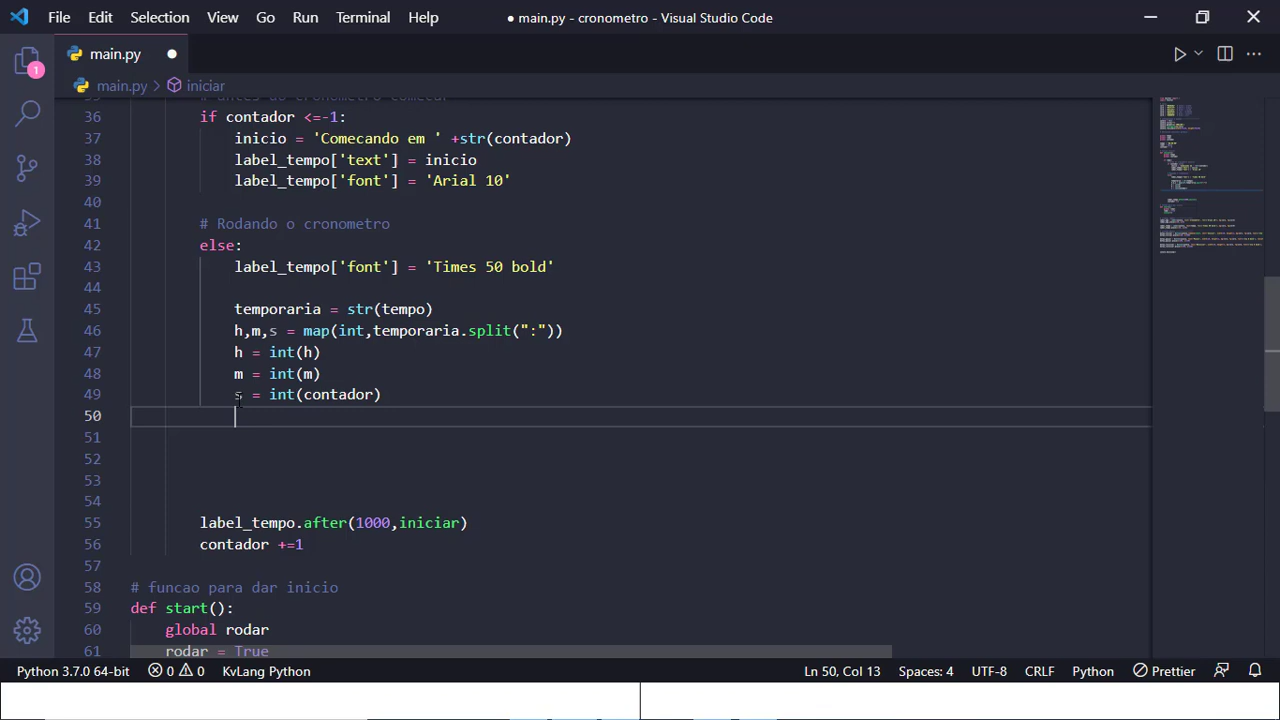 File Edit Selection View Go Run Terminal Help ● main.py - cronometro - Visual Studio Code
main.py
main.py > iniciar
1
36 if contador <=-1:
37 inicio = 'Comecando em ' +str(contador)
38 label_tempo['text'] = inicio
39 label_tempo['font'] = 'Arial 10'
40
41 # Rodando o cronometro
42 else:
43 label_tempo['font'] = 'Times 50 bold'
44
45 temporaria = str(tempo)
46 h,m,s = map(int,temporaria.split(":"))
47 h = int(h)
48 m = int(m)
49 s = int(contador)
50
51
52
53
54
55 label_tempo.after(1000,iniciar)
56 contador +=1
57
58 # funcao para dar inicio
59 def start():
60 global rodar
61 rodar = True
Python 3.7.0 64-bit 0 0 KvLang Python Ln 50, Col 13 Spaces: 4 UTF-8 CRLF Python Prettier